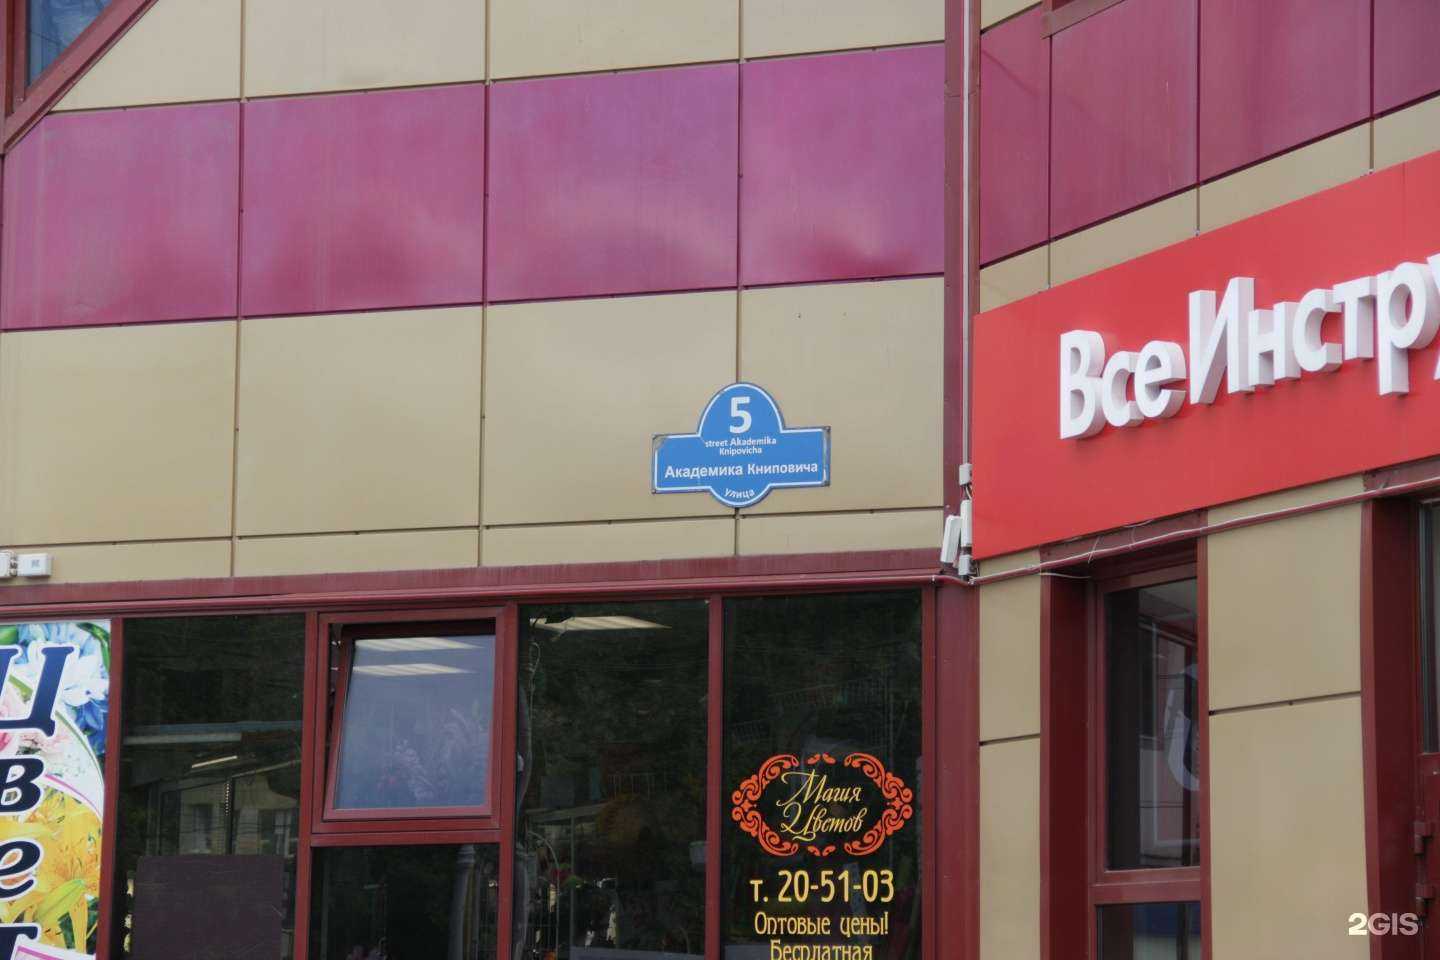 5
street Akademika
Knipovicha
Академика Книповича
улица
ВсеИнстру
Цвет
Магия
Цветов
т. 20-51-03
Оптовые цены!
Бесплатная
2GIS